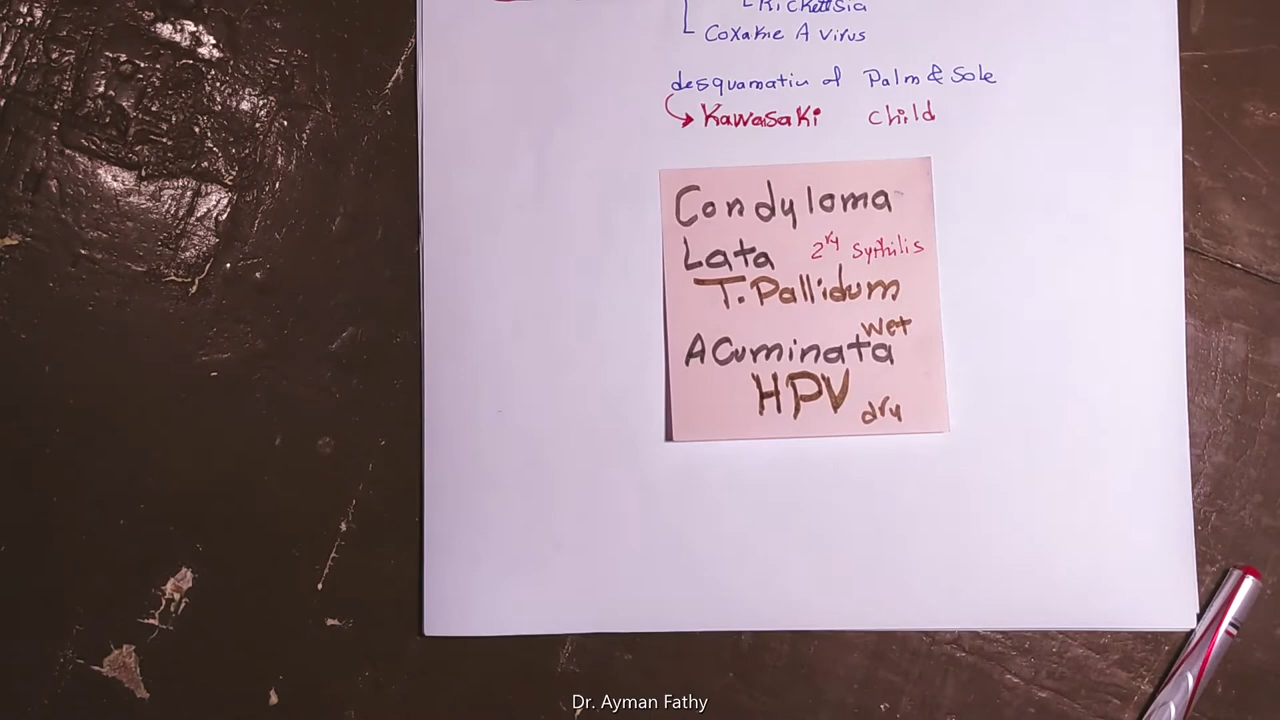 Rickettsia
Coxakie A virus
desquamatiu of Palm & Sole
Kawasaki child
Condyloma
Lata 2ry Syphilis
T. Pallidum
wet
Acuminata
HPV
dry
Dr. Ayman Fathy